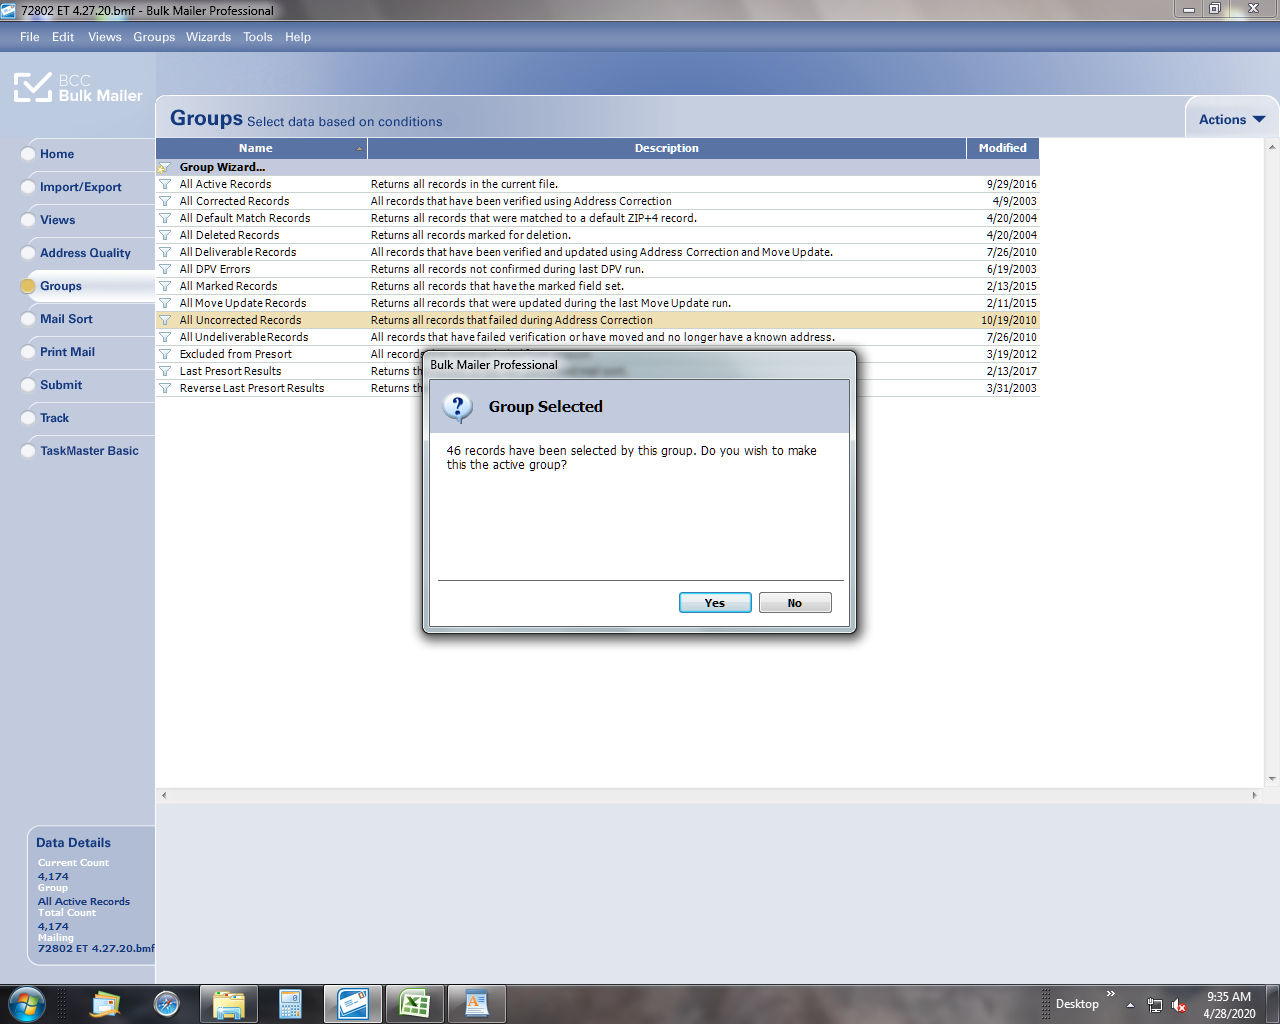 72802 ET 4.27.20.bmf - Bulk Mailer Professional
File Edit Views Groups Wizards Tools Help
BCC
Bulk Mailer
Groups Select data based on conditions
Actions
Home
Import/Export
Views
Address Quality
Groups
Mail Sort
Print Mail
Submit
Track
TaskMaster Basic
Name Description Modified
Group Wizard...
All Active Records Returns all records in the current file. 9/29/2016
All Corrected Records All records that have been verified using Address Correction 4/9/2003
All Default Match Records Returns all records that were matched to a default ZIP+4 record. 4/20/2004
All Deleted Records Returns all records marked for deletion. 4/20/2004
All Deliverable Records All records that have been verified and updated using Address Correction and Move Update. 7/26/2010
All DPV Errors Returns all records not confirmed during last DPV run. 6/19/2003
All Marked Records Returns all records that have the marked field set. 2/13/2015
All Move Update Records Returns all records that were updated during the last Move Update run. 2/11/2015
All Uncorrected Records Returns all records that failed during Address Correction 10/19/2010
All Undeliverable Records All records that have failed verification or have moved and no longer have a known address. 7/26/2010
Excluded from Presort All records 3/19/2012
Last Presort Results Returns 2/13/2017
Reverse Last Presort Results Returns 3/31/2003
Bulk Mailer Professional
Group Selected
46 records have been selected by this group. Do you wish to make
this the active group?
Yes No
Data Details
Current Count
4,174
Group
All Active Records
Total Count
4,174
Mailing
72802 ET 4.27.20.bmf
Desktop
9:35 AM
4/28/2020